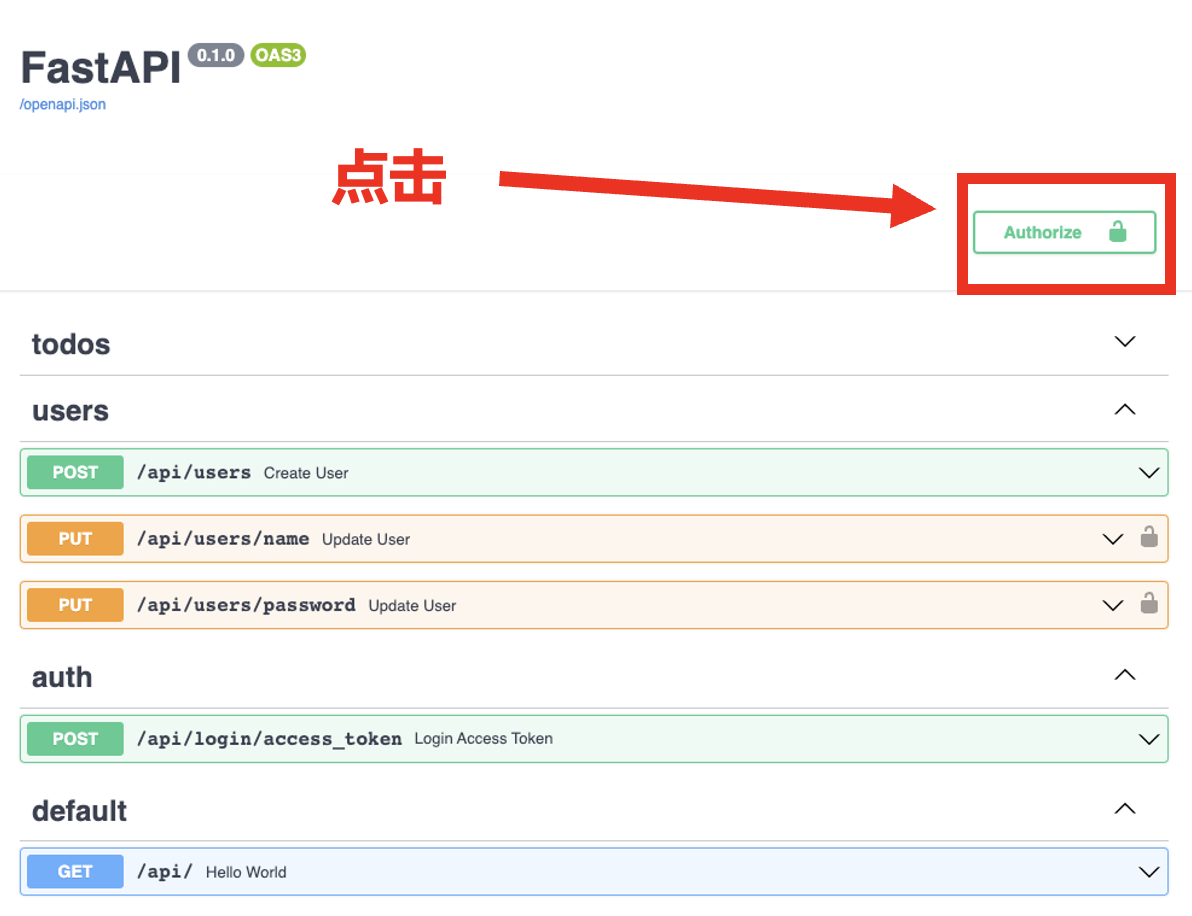 FastAPI 0.1.0 OAS3
/openapi.json
点击
Authorize
todos
users
POST /api/users Create User
PUT /api/users/name Update User
PUT /api/users/password Update User
auth
POST /api/login/access_token Login Access Token
default
GET /api/ Hello World